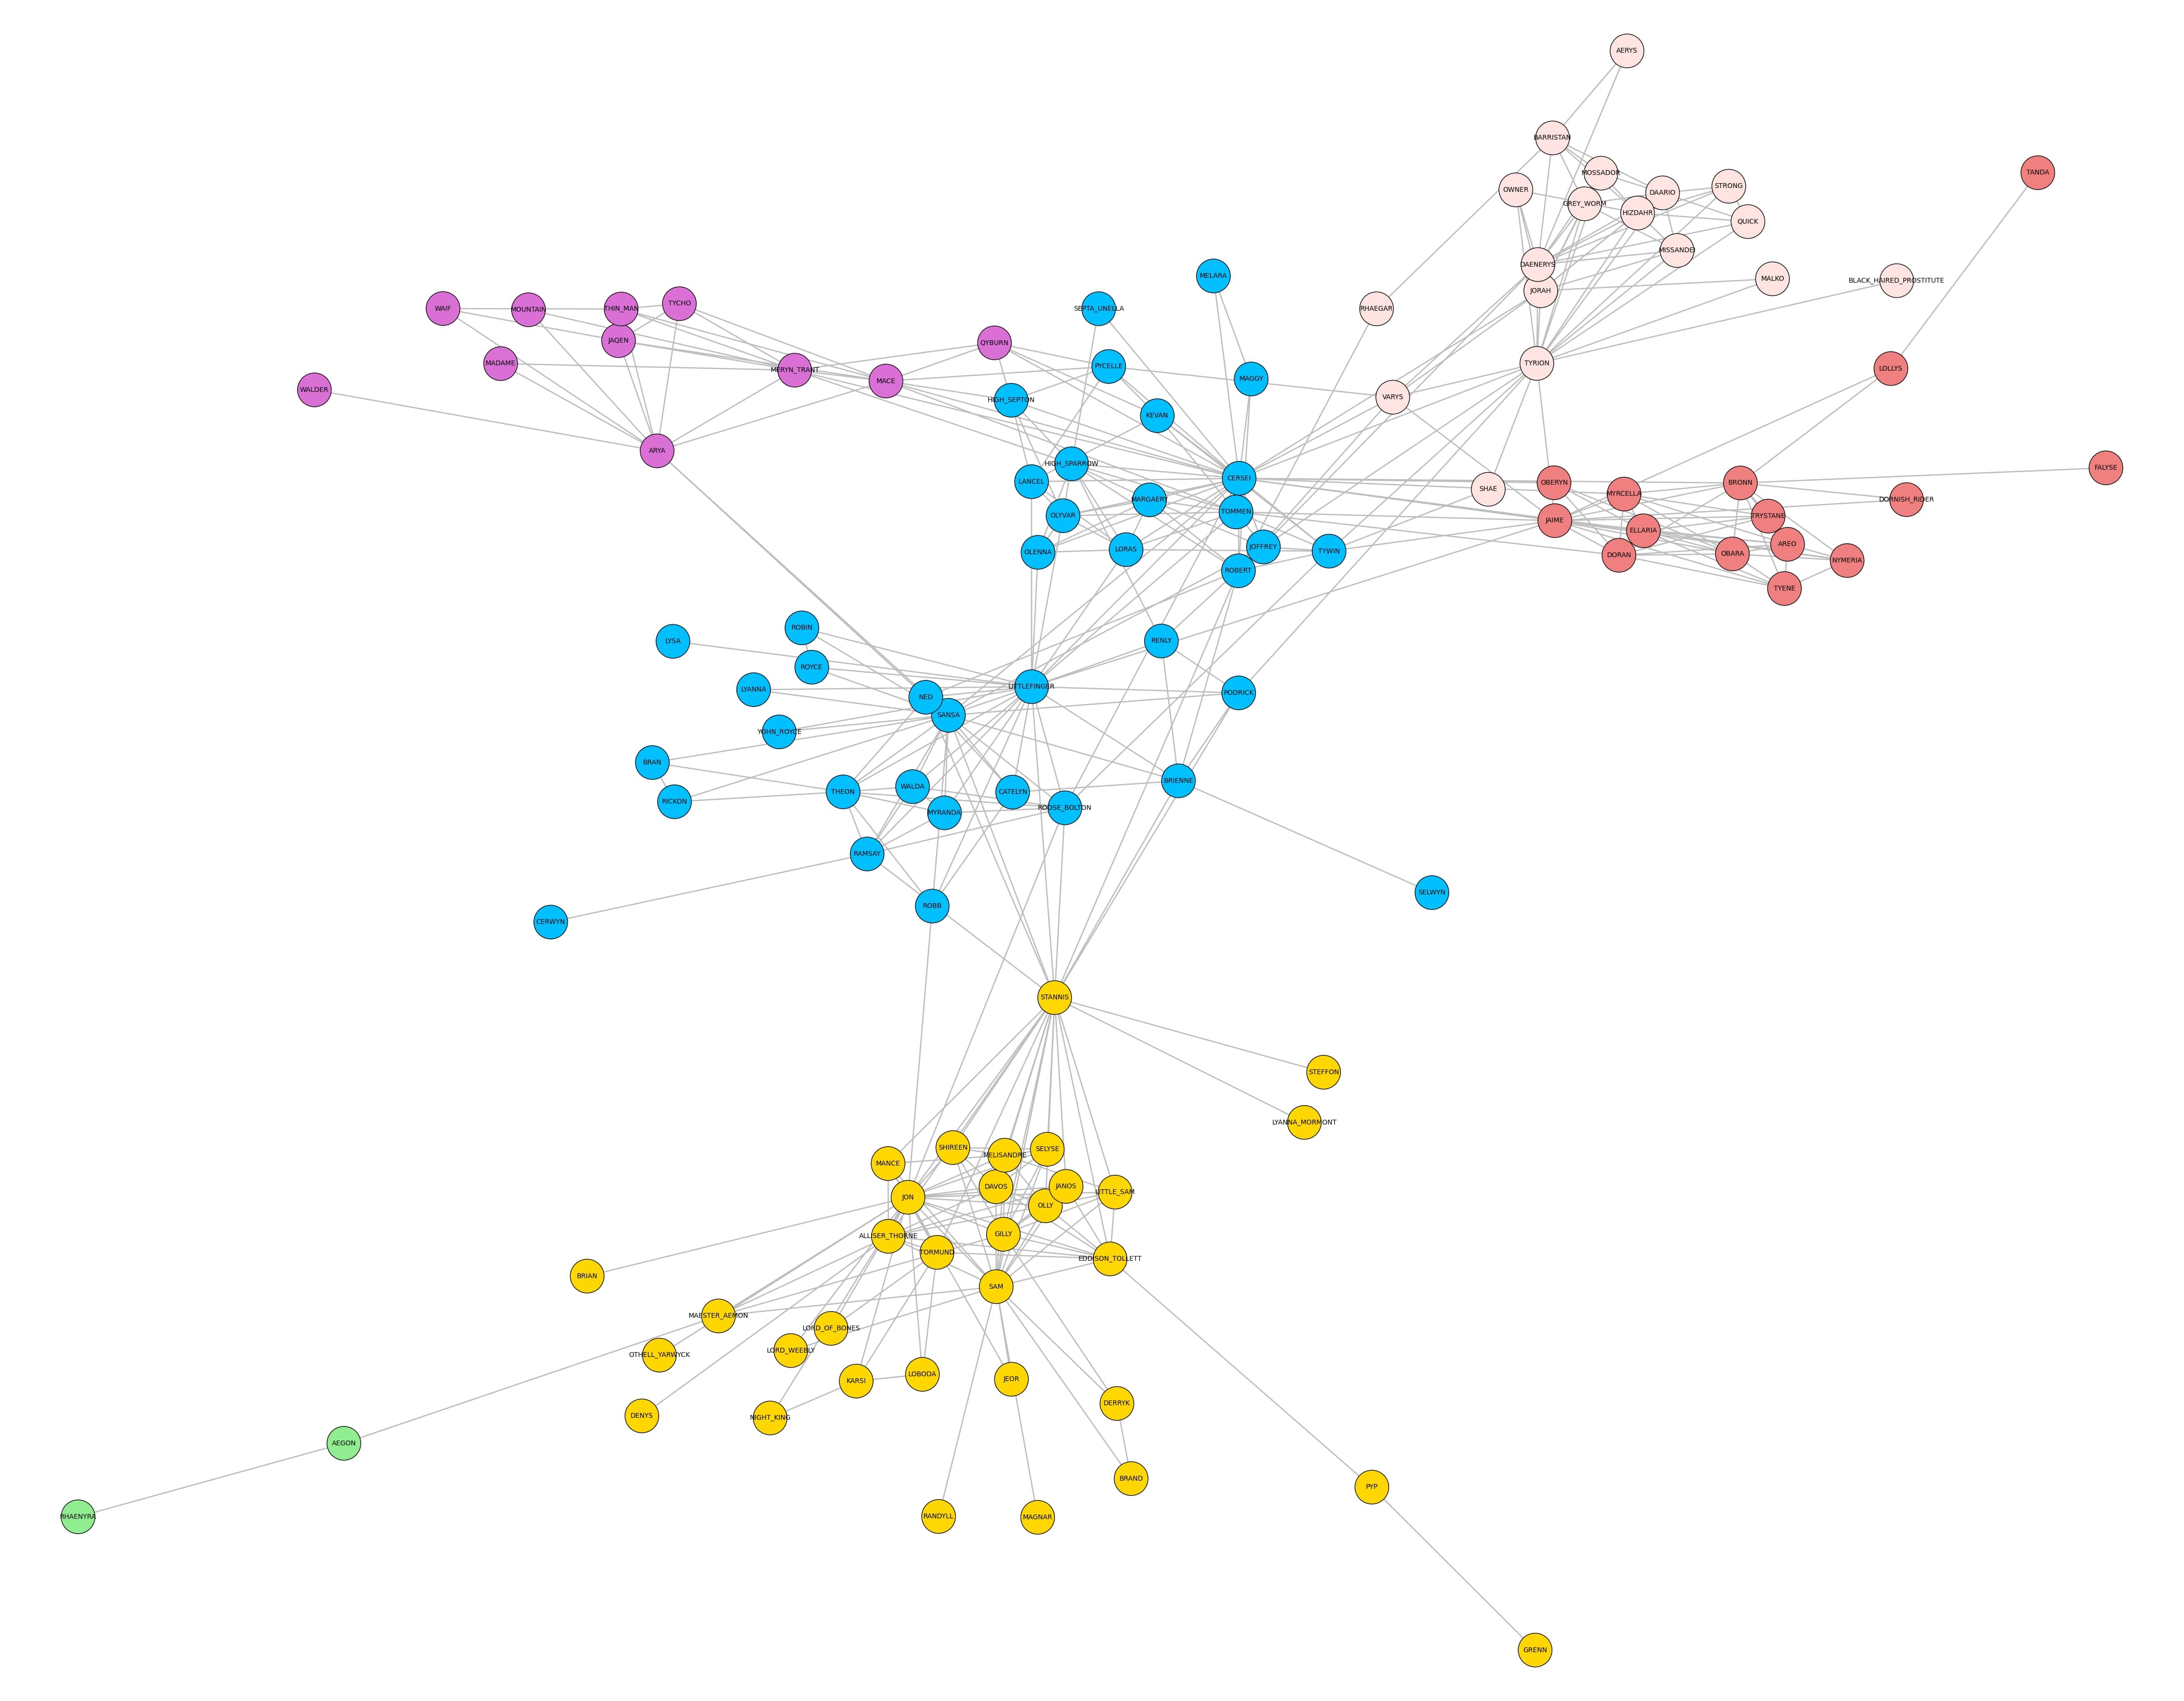 AERYS
BARRISTAN
MOSSADOR
TANDA
OWNER
DAARIO
STRONG
GREY_WORM
HIZDAHR
QUICK
MISSANDEI
DAENERYS
MELARA
MALKO
BLACK_HAIRED_PROSTITUTE
JORAH
WAIF
MOUNTAIN
THIN_MAN
TYCHO
SEPTA_UNELLA
RHAEGAR
JAQEN
QYBURN
MADAME
MERYN_TRANT
PYCELLE
TYRION
LOLLYS
WALDER
MACE
MAGGY
HIGH_SEPTON
VARYS
KEVAN
ARYA
HIGH_SPARROW
FALYSE
LANCEL
CERSEI
OBERYN
BRONN
SHAE
MYRCELLA
MARGAERY
DORNISH_RIDER
OLYVAR
TOMMEN
JAIME
TRYSTANE
ELLARIA
OLENNA
LORAS
JOFFREY
TYWIN
DORAN
OBARA
AREO
NYMERIA
ROBERT
TYENE
ROBIN
LYSA
RENLY
ROYCE
LYANNA
NED
LITTLEFINGER
PODRICK
SANSA
YOHN_ROYCE
BRAN
BRIENNE
RICKON
THEON
WALDA
CATELYN
MYRANDA
ROOSE_BOLTON
RAMSAY
SELWYN
CERWYN
ROBB
STANNIS
STEFFON
LYANNA_MORMONT
MANCE
SHIREEN
MELISANDRE
SELYSE
JON
DAVOS
JANOS
LITTLE_SAM
OLLY
ALLISER_THORNE
GILLY
TORMUND
EDDISON_TOLLETT
BRIAN
SAM
MAESTER_AEMON
LORD_OF_BONES
OTHELL_YARWYCK
LORD_WEEBLY
KARSI
LOBODA
JEOR
DENYS
NIGHT_KING
DERRYK
AEGON
BRAND
PYP
RHAENYRA
RANDYLL
MAGNAR
GRENN